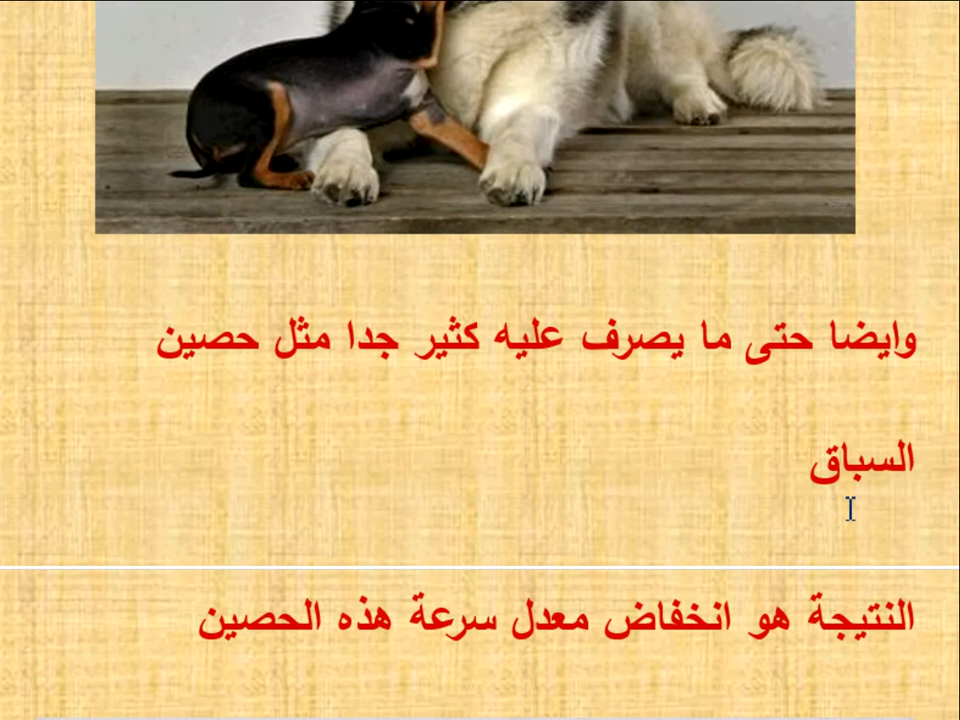 وايضا حتى ما يصرف عليه كثير جدا مثل حصين
السباق
النتيجة هو انخفاض معدل سرعة هذه الحصين